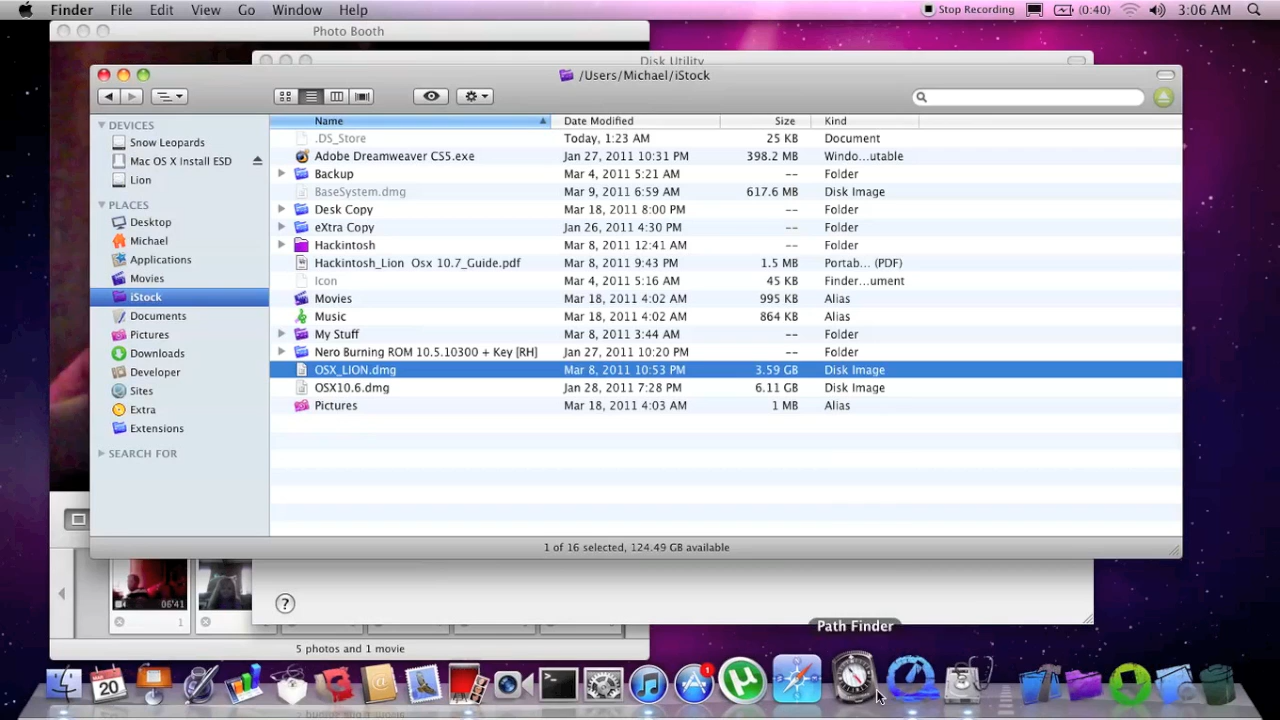 Finder File Edit View Go Window Help Stop Recording (0:40) 3:06 AM
Photo Booth
Disk Utility
/Users/Michael/iStock
Name Date Modified Size Kind
DEVICES
Snow Leopards
Mac OS X Install ESD
Lion
PLACES
Desktop
Michael
Applications
Movies
iStock
Documents
Pictures
Downloads
Developer
Sites
Extra
Extensions
SEARCH FOR
.DS_Store Today, 1:23 AM 25 KB Document
Adobe Dreamweaver CS5.exe Jan 27, 2011 10:31 PM 398.2 MB Windo...utable
Backup Mar 4, 2011 5:21 AM -- Folder
BaseSystem.dmg Mar 9, 2011 6:59 AM 617.6 MB Disk Image
Desk Copy Mar 18, 2011 8:00 PM -- Folder
eXtra Copy Jan 26, 2011 4:30 PM -- Folder
Hackintosh Mar 8, 2011 12:41 AM -- Folder
Hackintosh_Lion Osx 10.7_Guide.pdf Mar 8, 2011 9:43 PM 1.5 MB Portab... (PDF)
Icon Mar 4, 2011 5:16 AM 45 KB Finder...ument
Movies Mar 18, 2011 4:02 AM 995 KB Alias
Music Mar 18, 2011 4:02 AM 864 KB Alias
My Stuff Mar 8, 2011 3:44 AM -- Folder
Nero Burning ROM 10.5.10300 + Key [RH] Jan 27, 2011 10:20 PM -- Folder
OSX_LION.dmg Mar 8, 2011 10:53 PM 3.59 GB Disk Image
OSX10.6.dmg Jan 28, 2011 7:28 PM 6.11 GB Disk Image
Pictures Mar 18, 2011 4:03 AM 1 MB Alias
1 of 16 selected, 124.49 GB available
06'41
1
?
5 photos and 1 movie
Path Finder
20
1